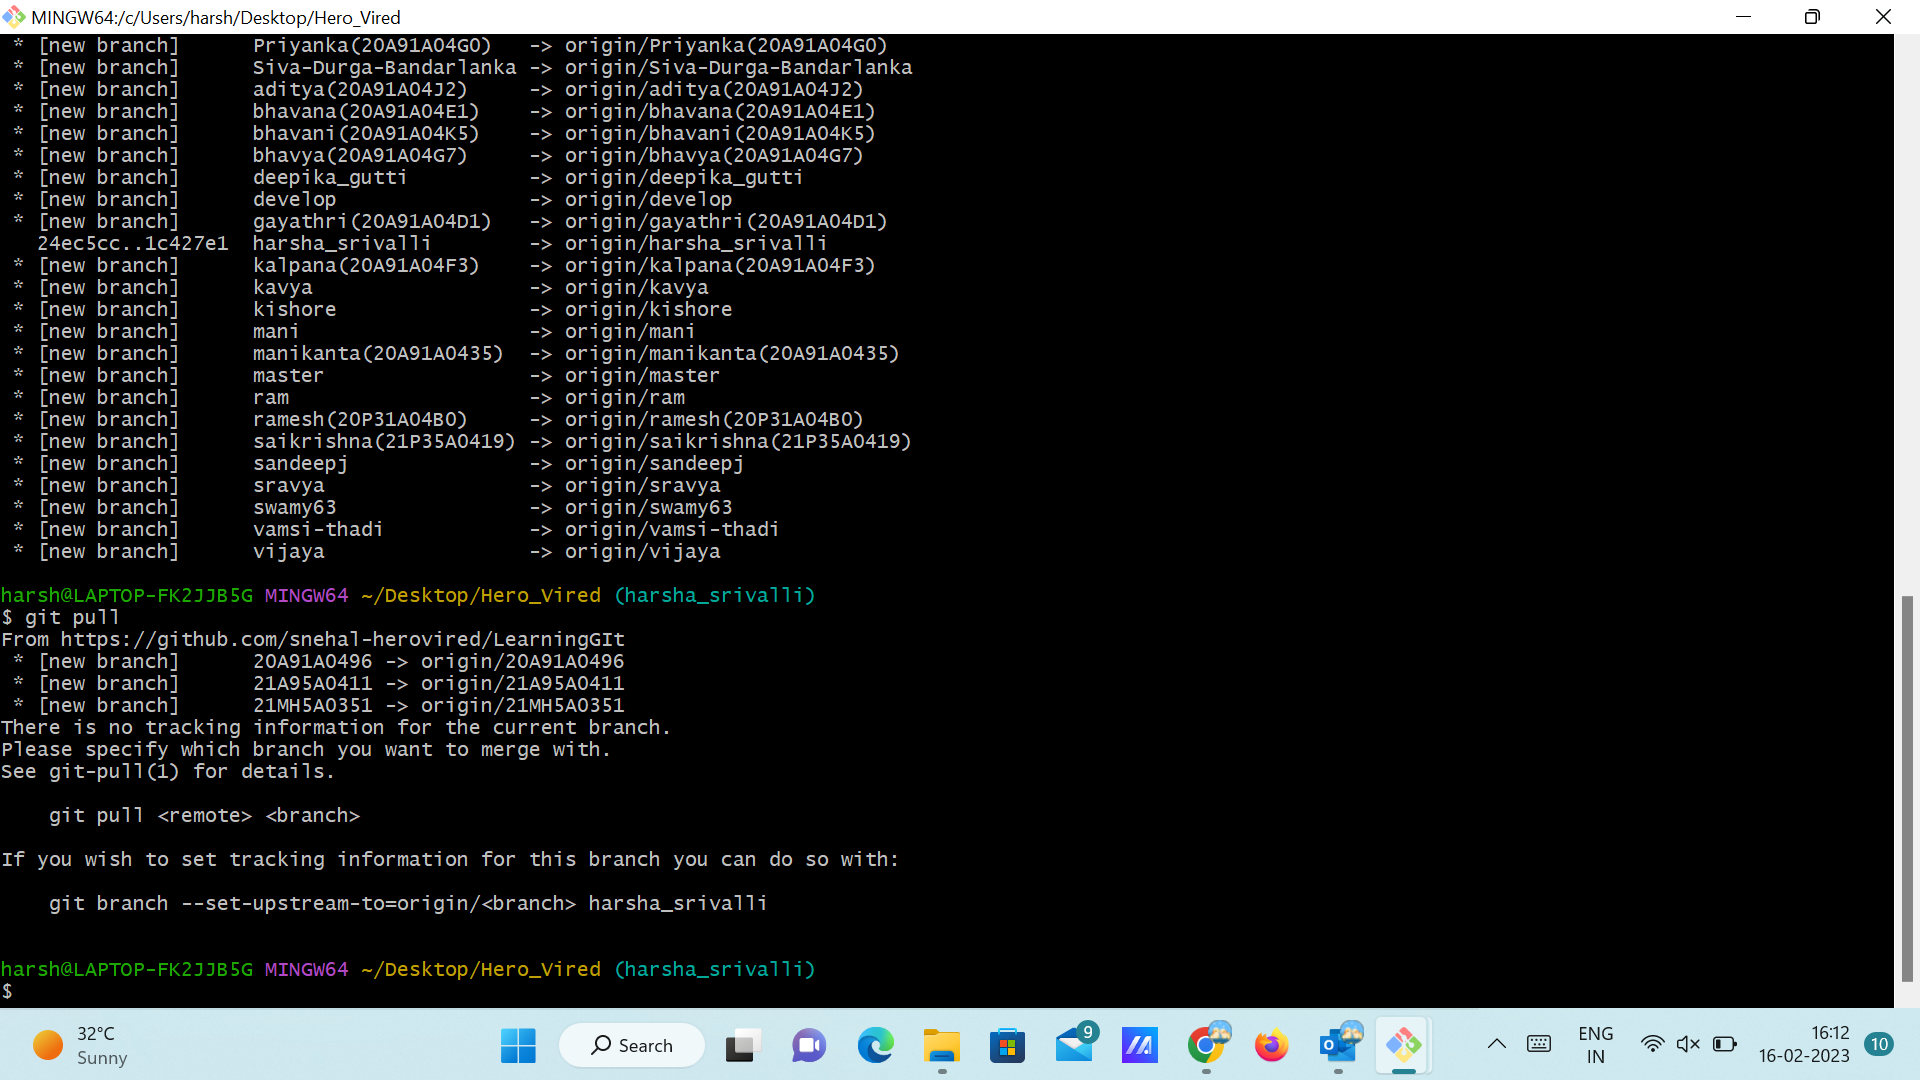 MINGW64:/c/Users/harsh/Desktop/Hero_Vired
* [new branch]      Priyanka(20A91A04G0)   -> origin/Priyanka(20A91A04G0)
* [new branch]      Siva-Durga-Bandarlanka -> origin/Siva-Durga-Bandarlanka
* [new branch]      aditya(20A91A04J2)     -> origin/aditya(20A91A04J2)
* [new branch]      bhavana(20A91A04E1)    -> origin/bhavana(20A91A04E1)
* [new branch]      bhavani(20A91A04K5)    -> origin/bhavani(20A91A04K5)
* [new branch]      bhavya(20A91A04G7)     -> origin/bhavya(20A91A04G7)
* [new branch]      deepika_gutti          -> origin/deepika_gutti
* [new branch]      develop                -> origin/develop
* [new branch]      gayathri(20A91A04D1)   -> origin/gayathri(20A91A04D1)
24ec5cc..1c427e1  harsha_srivalli        -> origin/harsha_srivalli
* [new branch]      kalpana(20A91A04F3)    -> origin/kalpana(20A91A04F3)
* [new branch]      kavya                  -> origin/kavya
* [new branch]      kishore                -> origin/kishore
* [new branch]      mani                   -> origin/mani
* [new branch]      manikanta(20A91A0435)  -> origin/manikanta(20A91A0435)
* [new branch]      master                 -> origin/master
* [new branch]      ram                    -> origin/ram
* [new branch]      ramesh(20P31A04B0)     -> origin/ramesh(20P31A04B0)
* [new branch]      saikrishna(21P35A0419) -> origin/saikrishna(21P35A0419)
* [new branch]      sandeepj               -> origin/sandeepj
* [new branch]      sravya                 -> origin/sravya
* [new branch]      swamy63                -> origin/swamy63
* [new branch]      vamsi-thadi            -> origin/vamsi-thadi
* [new branch]      vijaya                 -> origin/vijaya
harsh@LAPTOP-FK2JJB5G MINGW64 ~/Desktop/Hero_Vired (harsha_srivalli)
$ git pull
From https://github.com/snehal-herovired/LearningGIt
* [new branch]      20A91A0496 -> origin/20A91A0496
* [new branch]      21A95A0411 -> origin/21A95A0411
* [new branch]      21MH5A0351 -> origin/21MH5A0351
There is no tracking information for the current branch.
Please specify which branch you want to merge with.
See git-pull(1) for details.
git pull <remote> <branch>
If you wish to set tracking information for this branch you can do so with:
git branch --set-upstream-to=origin/<branch> harsha_srivalli
harsh@LAPTOP-FK2JJB5G MINGW64 ~/Desktop/Hero_Vired (harsha_srivalli)
$
32°C
Sunny
Search
9
ENG
IN
16:12
16-02-2023
10